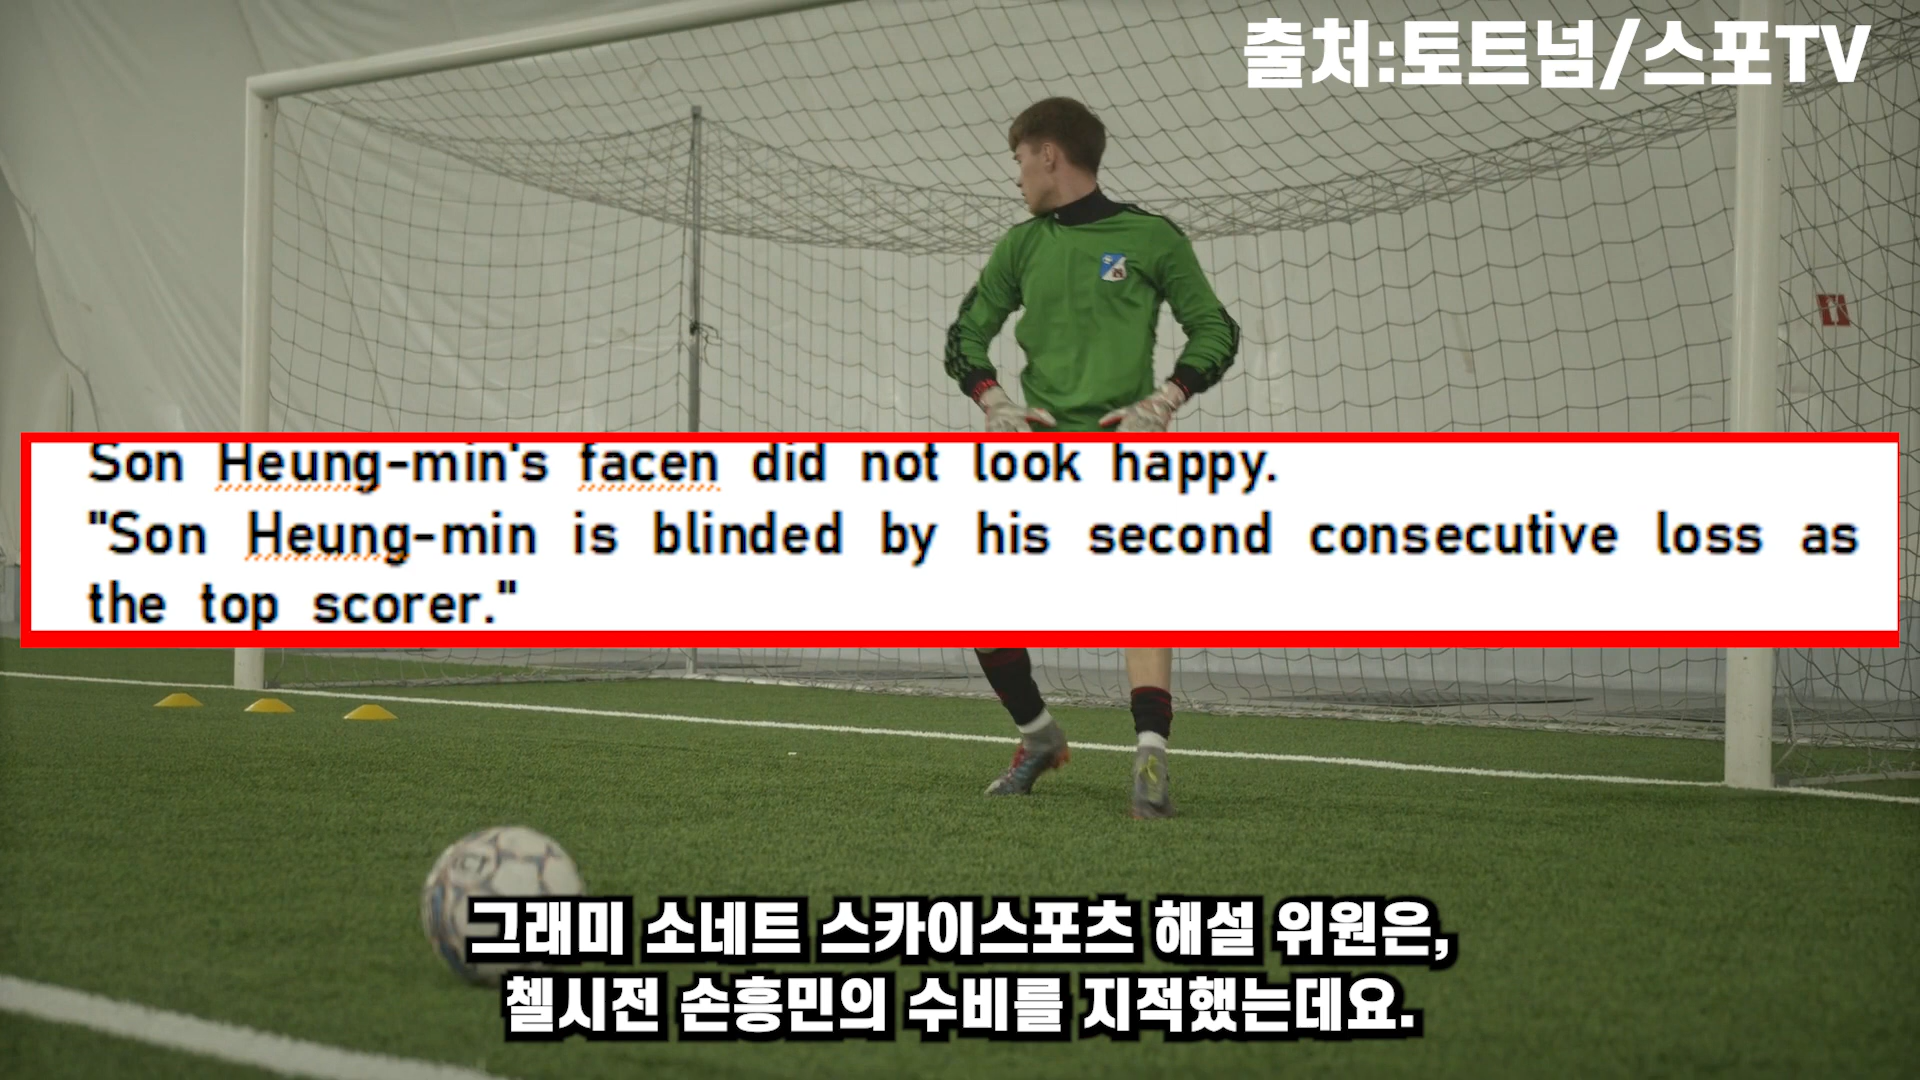 출처:토트넘/스포TV
Son Heung-min's facen did not look happy.
"Son Heung-min is blinded by his second consecutive loss as
the top scorer."
그래미 소네트 스카이스포츠 해설 위원은,
첼시전 손흥민의 수비를 지적했는데요.